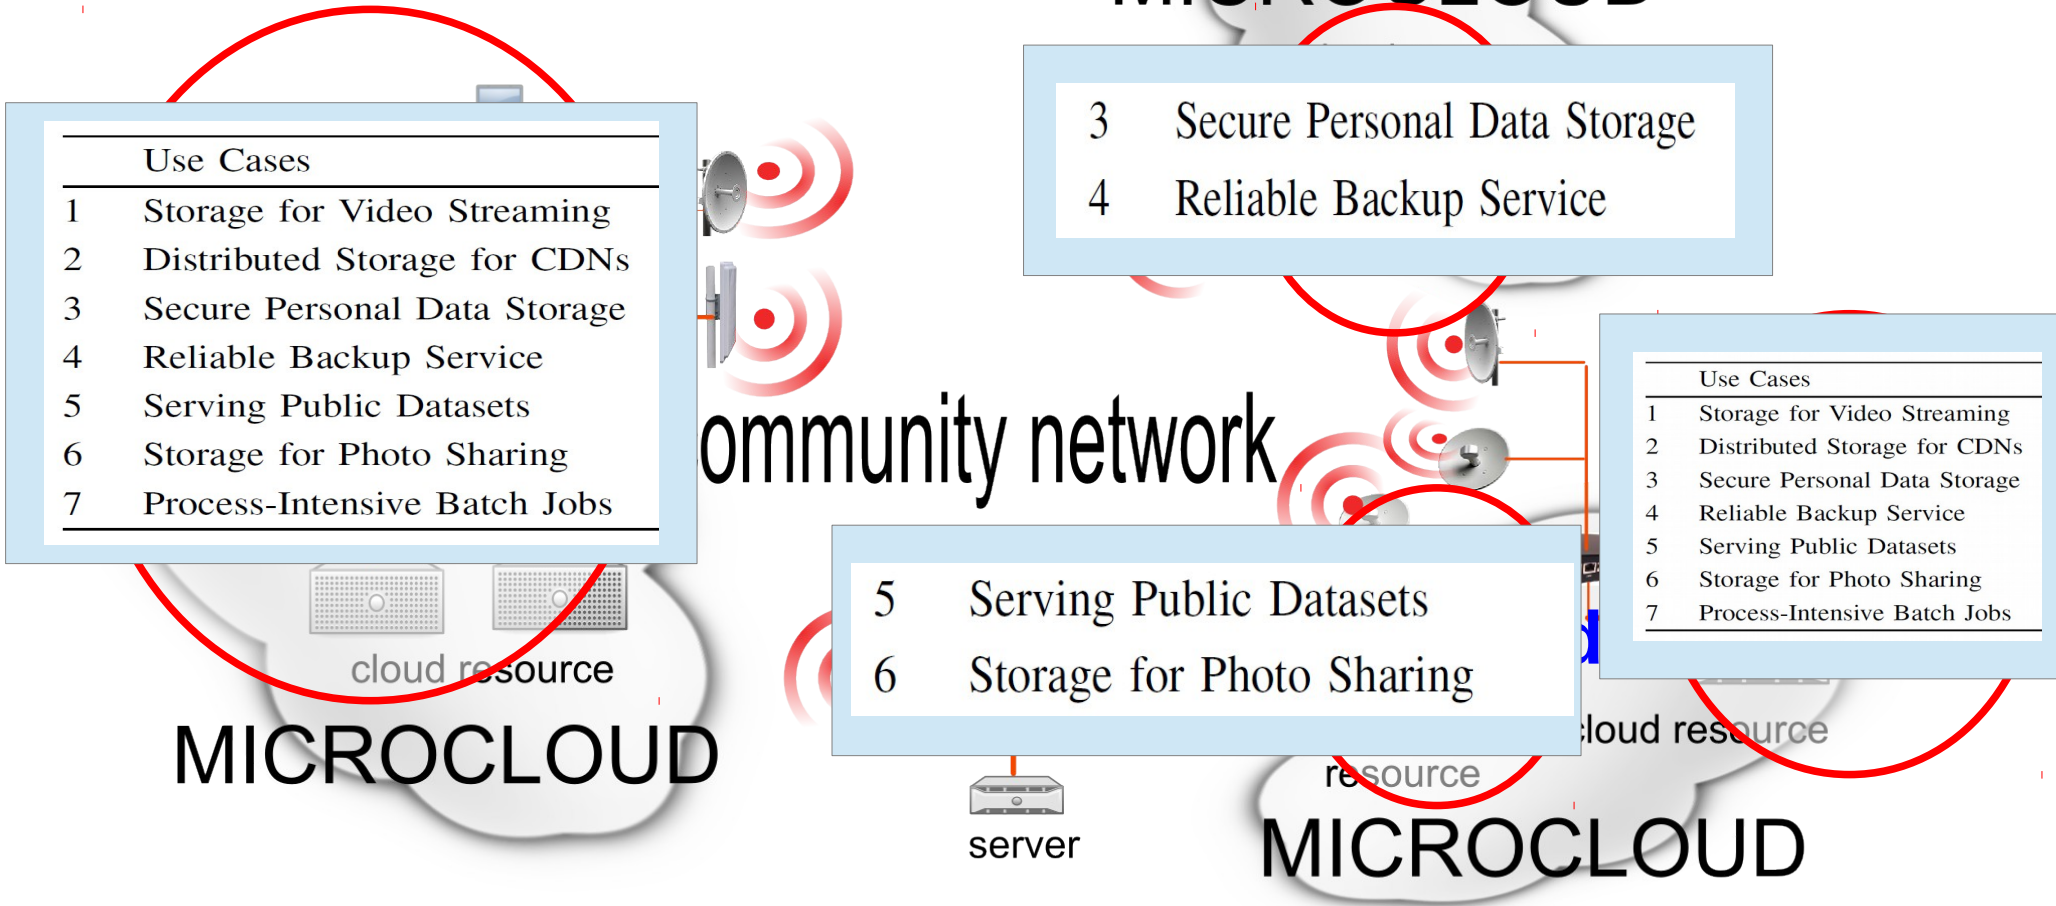 MICROCLOUD
Use Cases
1 Storage for Video Streaming
2 Distributed Storage for CDNs
3 Secure Personal Data Storage
4 Reliable Backup Service
5 Serving Public Datasets
6 Storage for Photo Sharing
7 Process-Intensive Batch Jobs
3 Secure Personal Data Storage
4 Reliable Backup Service
ommunity network
Use Cases
1 Storage for Video Streaming
2 Distributed Storage for CDNs
3 Secure Personal Data Storage
4 Reliable Backup Service
5 Serving Public Datasets
6 Storage for Photo Sharing
7 Process-Intensive Batch Jobs
5 Serving Public Datasets
6 Storage for Photo Sharing
d
cloud resource
MICROCLOUD
cloud resource
resource
server
MICROCLOUD